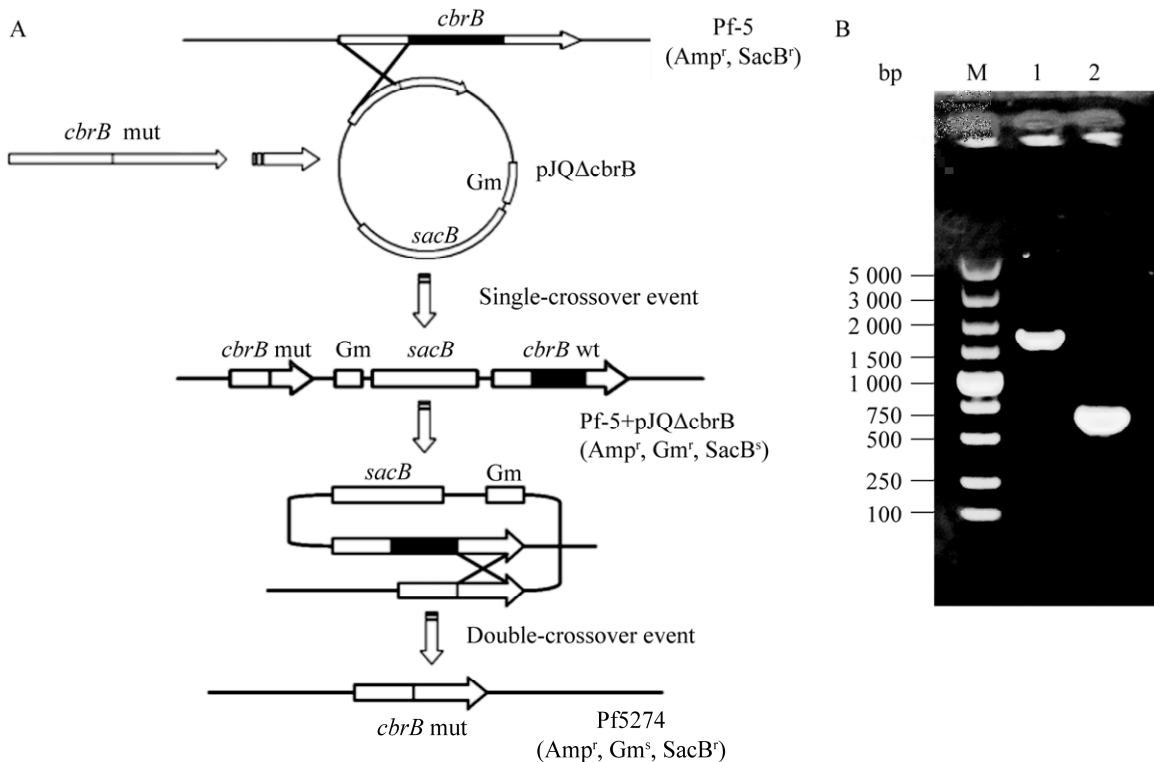 A
cbrB
Pf-5
(Ampʳ, SacBʳ)
cbrB mut
Gm
pJQΔcbrB
sacB
Single-crossover event
cbrB mut
Gm
sacB
cbrB wt
Pf-5+pJQΔcbrB
(Ampʳ, Gmʳ, SacBˢ)
sacB
Gm
Double-crossover event
cbrB mut
Pf5274
(Ampʳ, Gmˢ, SacBʳ)
B
bp M 1 2
5 000
3 000
2 000
1 500
1 000
750
500
250
100